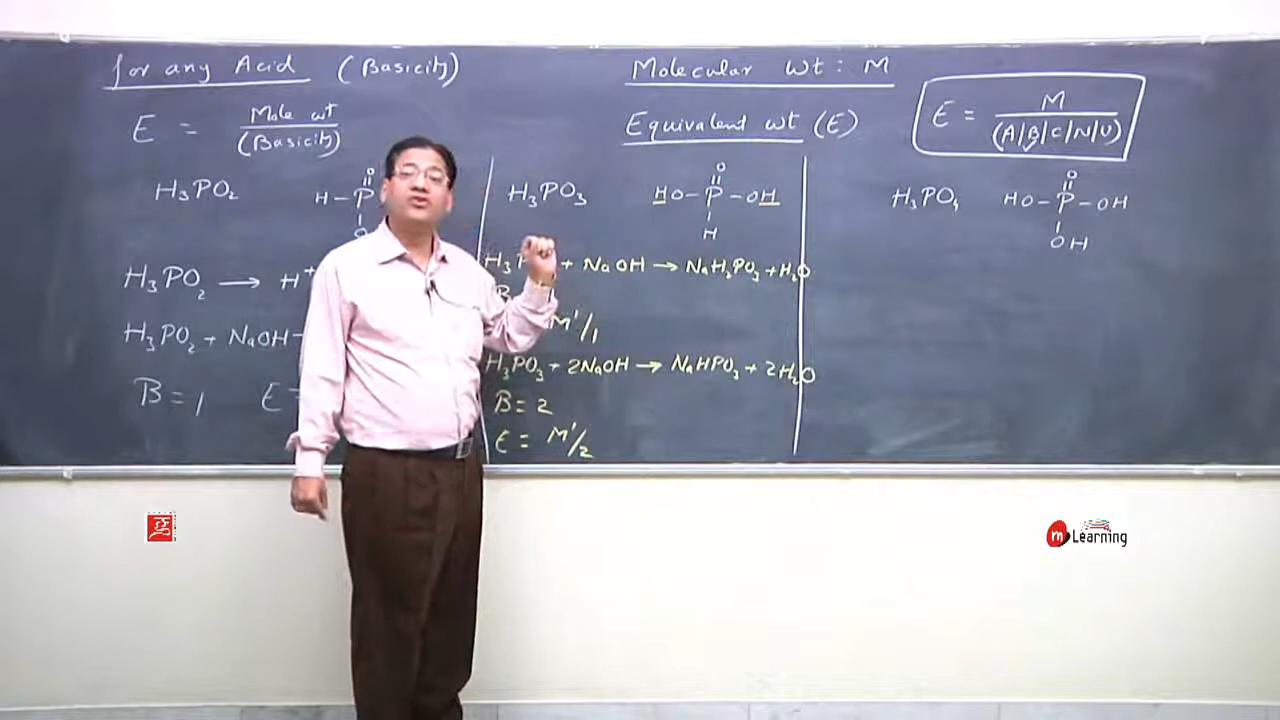 for any Acid (Basicity)
E = Mole wt / (Basicity)
H₃PO₂
H–P
O
H₃PO₂ → H⁺
H₃PO₂ + NaOH
B = 1 E =
Molecular wt : M
Equivalent wt (E)
E = M / (A|B|C|N|V)
H₃PO₃
O
HO–P–OH
H
+ NaOH → NaH₂PO₃ + H₂O
M'/1
H₃PO₃ + 2NaOH → NaHPO₃ + 2H₂O
B = 2
E = M'/2
H₃PO₄
O
HO–P–OH
OH
m Learning